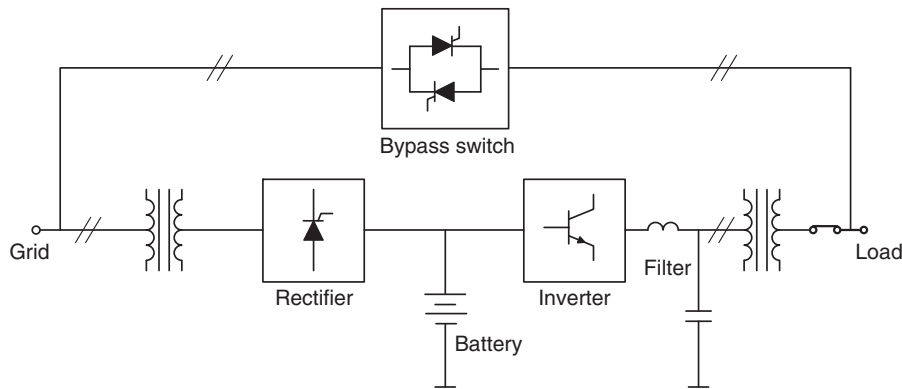 Bypass switch
Grid
Rectifier
Battery
Inverter
Filter
Load